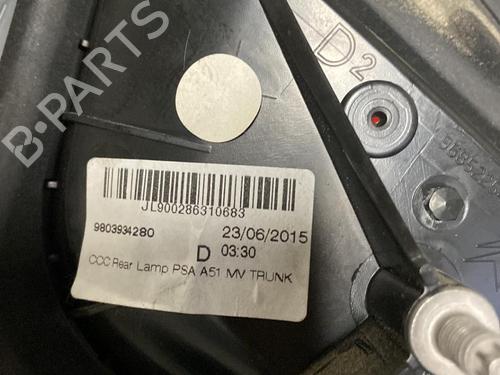 B-PARTS
D2
JL900286310683
9803934280
23/06/2015
D 03:30
CCC Rear Lamp PSA A51 MV TRUNK